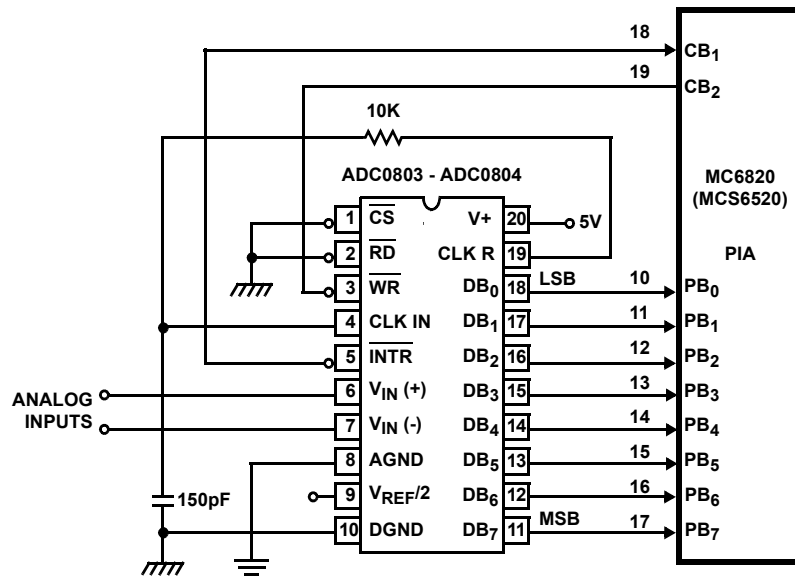 18
CB1
19
CB2
10K
ADC0803 - ADC0804
MC6820
(MCS6520)
PIA
1 CS V+ 20 5V
2 RD CLK R 19
3 WR DB0 18 LSB 10 PB0
4 CLK IN DB1 17 11 PB1
5 INTR DB2 16 12 PB2
6 VIN (+) DB3 15 13 PB3
7 VIN (-) DB4 14 14 PB4
8 AGND DB5 13 15 PB5
9 VREF/2 DB6 12 16 PB6
10 DGND DB7 11 MSB 17 PB7
ANALOG
INPUTS
150pF